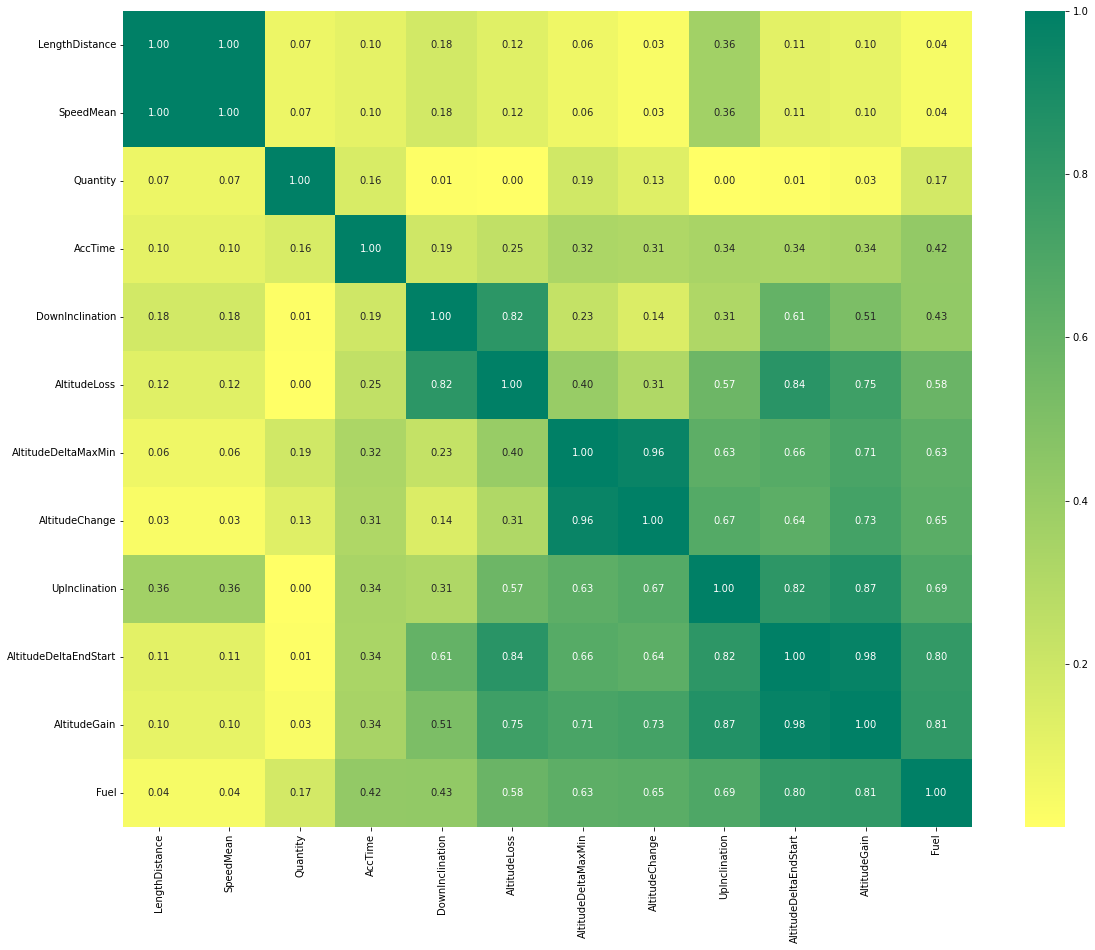 1.0
LengthDistance 1.00 1.00 0.07 0.10 0.18 0.12 0.06 0.03 0.36 0.11 0.10 0.04
SpeedMean 1.00 1.00 0.07 0.10 0.18 0.12 0.06 0.03 0.36 0.11 0.10 0.04
0.8
Quantity 0.07 0.07 1.00 0.16 0.01 0.00 0.19 0.13 0.00 0.01 0.03 0.17
AccTime 0.10 0.10 0.16 1.00 0.19 0.25 0.32 0.31 0.34 0.34 0.34 0.42
DownInclination 0.18 0.18 0.01 0.19 1.00 0.82 0.23 0.14 0.31 0.61 0.51 0.43
0.6
AltitudeLoss 0.12 0.12 0.00 0.25 0.82 1.00 0.40 0.31 0.57 0.84 0.75 0.58
AltitudeDeltaMaxMin 0.06 0.06 0.19 0.32 0.23 0.40 1.00 0.96 0.63 0.66 0.71 0.63
0.4
AltitudeChange 0.03 0.03 0.13 0.31 0.14 0.31 0.96 1.00 0.67 0.64 0.73 0.65
UpInclination 0.36 0.36 0.00 0.34 0.31 0.57 0.63 0.67 1.00 0.82 0.87 0.69
AltitudeDeltaEndStart 0.11 0.11 0.01 0.34 0.61 0.84 0.66 0.64 0.82 1.00 0.98 0.80
0.2
AltitudeGain 0.10 0.10 0.03 0.34 0.51 0.75 0.71 0.73 0.87 0.98 1.00 0.81
Fuel 0.04 0.04 0.17 0.42 0.43 0.58 0.63 0.65 0.69 0.80 0.81 1.00
LengthDistance
SpeedMean
Quantity
AccTime
DownInclination
AltitudeLoss
AltitudeDeltaMaxMin
AltitudeChange
UpInclination
AltitudeDeltaEndStart
AltitudeGain
Fuel